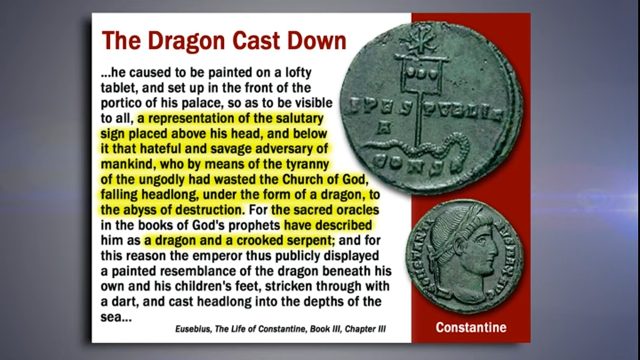 The Dragon Cast Down
...he caused to be painted on a lofty
tablet, and set up in the front of the
portico of his palace, so as to be visible
to all, a representation of the salutary
sign placed above his head, and below
it that hateful and savage adversary of
mankind, who by means of the tyranny
of the ungodly had wasted the Church of God,
falling headlong, under the form of a dragon, to
the abyss of destruction. For the sacred oracles
in the books of God's prophets have described
him as a dragon and a crooked serpent; and for
this reason the emperor thus publicly displayed
a painted resemblance of the dragon beneath his
own and his children's feet, stricken through with
a dart, and cast headlong into the depths of the
sea...
Eusebius, The Life of Constantine, Book III, Chapter III
SPES PUBLIC
A
CONS
Constantine